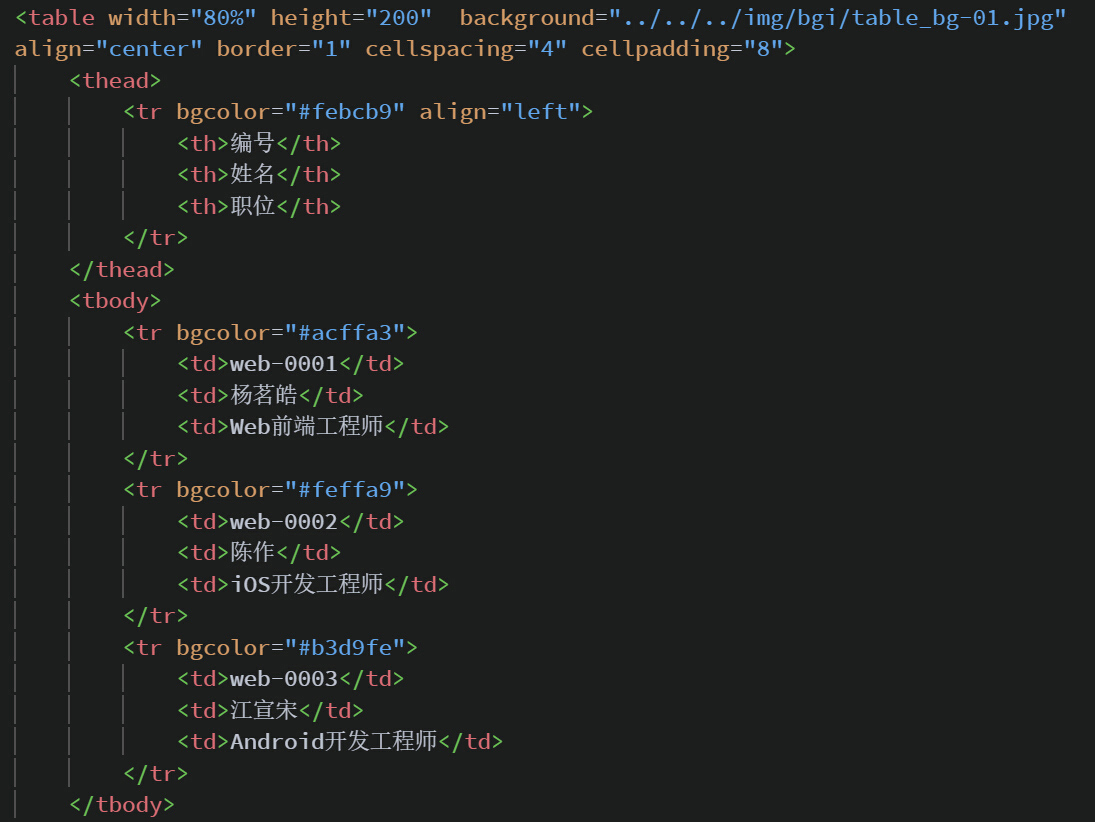 <table width="80%" height="200"  background="../../../img/bgi/table_bg-01.jpg"
align="center" border="1" cellspacing="4" cellpadding="8">
    <thead>
        <tr bgcolor="#febcb9" align="left">
            <th>编号</th>
            <th>姓名</th>
            <th>职位</th>
        </tr>
    </thead>
    <tbody>
        <tr bgcolor="#acffa3">
            <td>web-0001</td>
            <td>杨茗皓</td>
            <td>Web前端工程师</td>
        </tr>
        <tr bgcolor="#feffa9">
            <td>web-0002</td>
            <td>陈作</td>
            <td>iOS开发工程师</td>
        </tr>
        <tr bgcolor="#b3d9fe">
            <td>web-0003</td>
            <td>江宣宋</td>
            <td>Android开发工程师</td>
        </tr>
    </tbody>